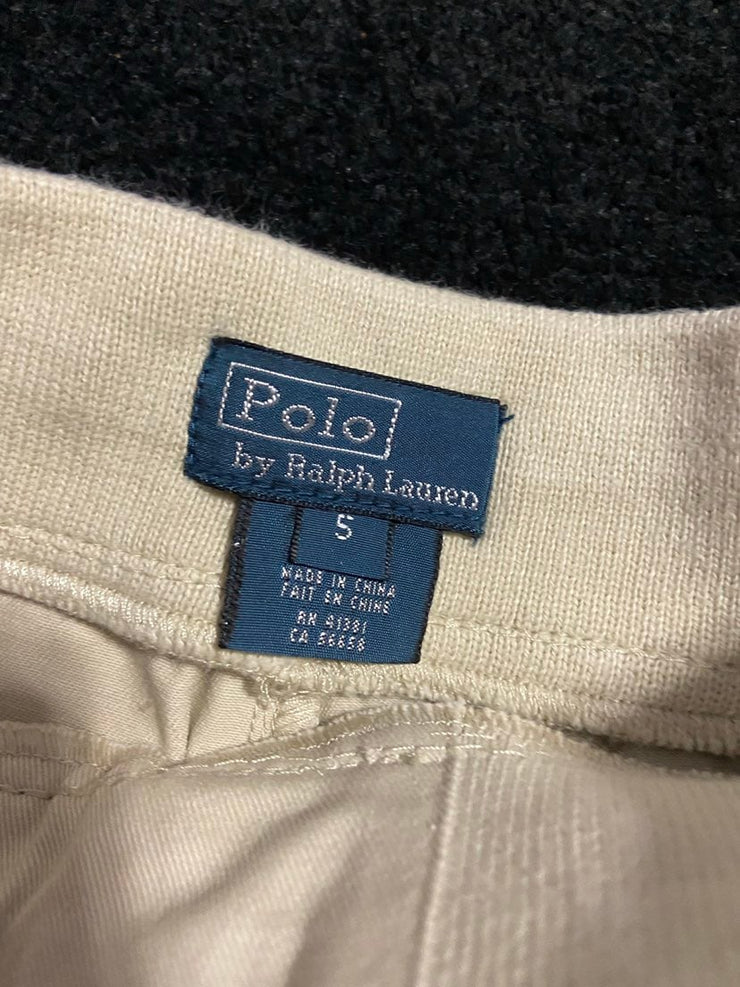 Polo
by Ralph Lauren
5
MADE IN CHINA
FAIT EN CHINE
RN 41381
CA 56658